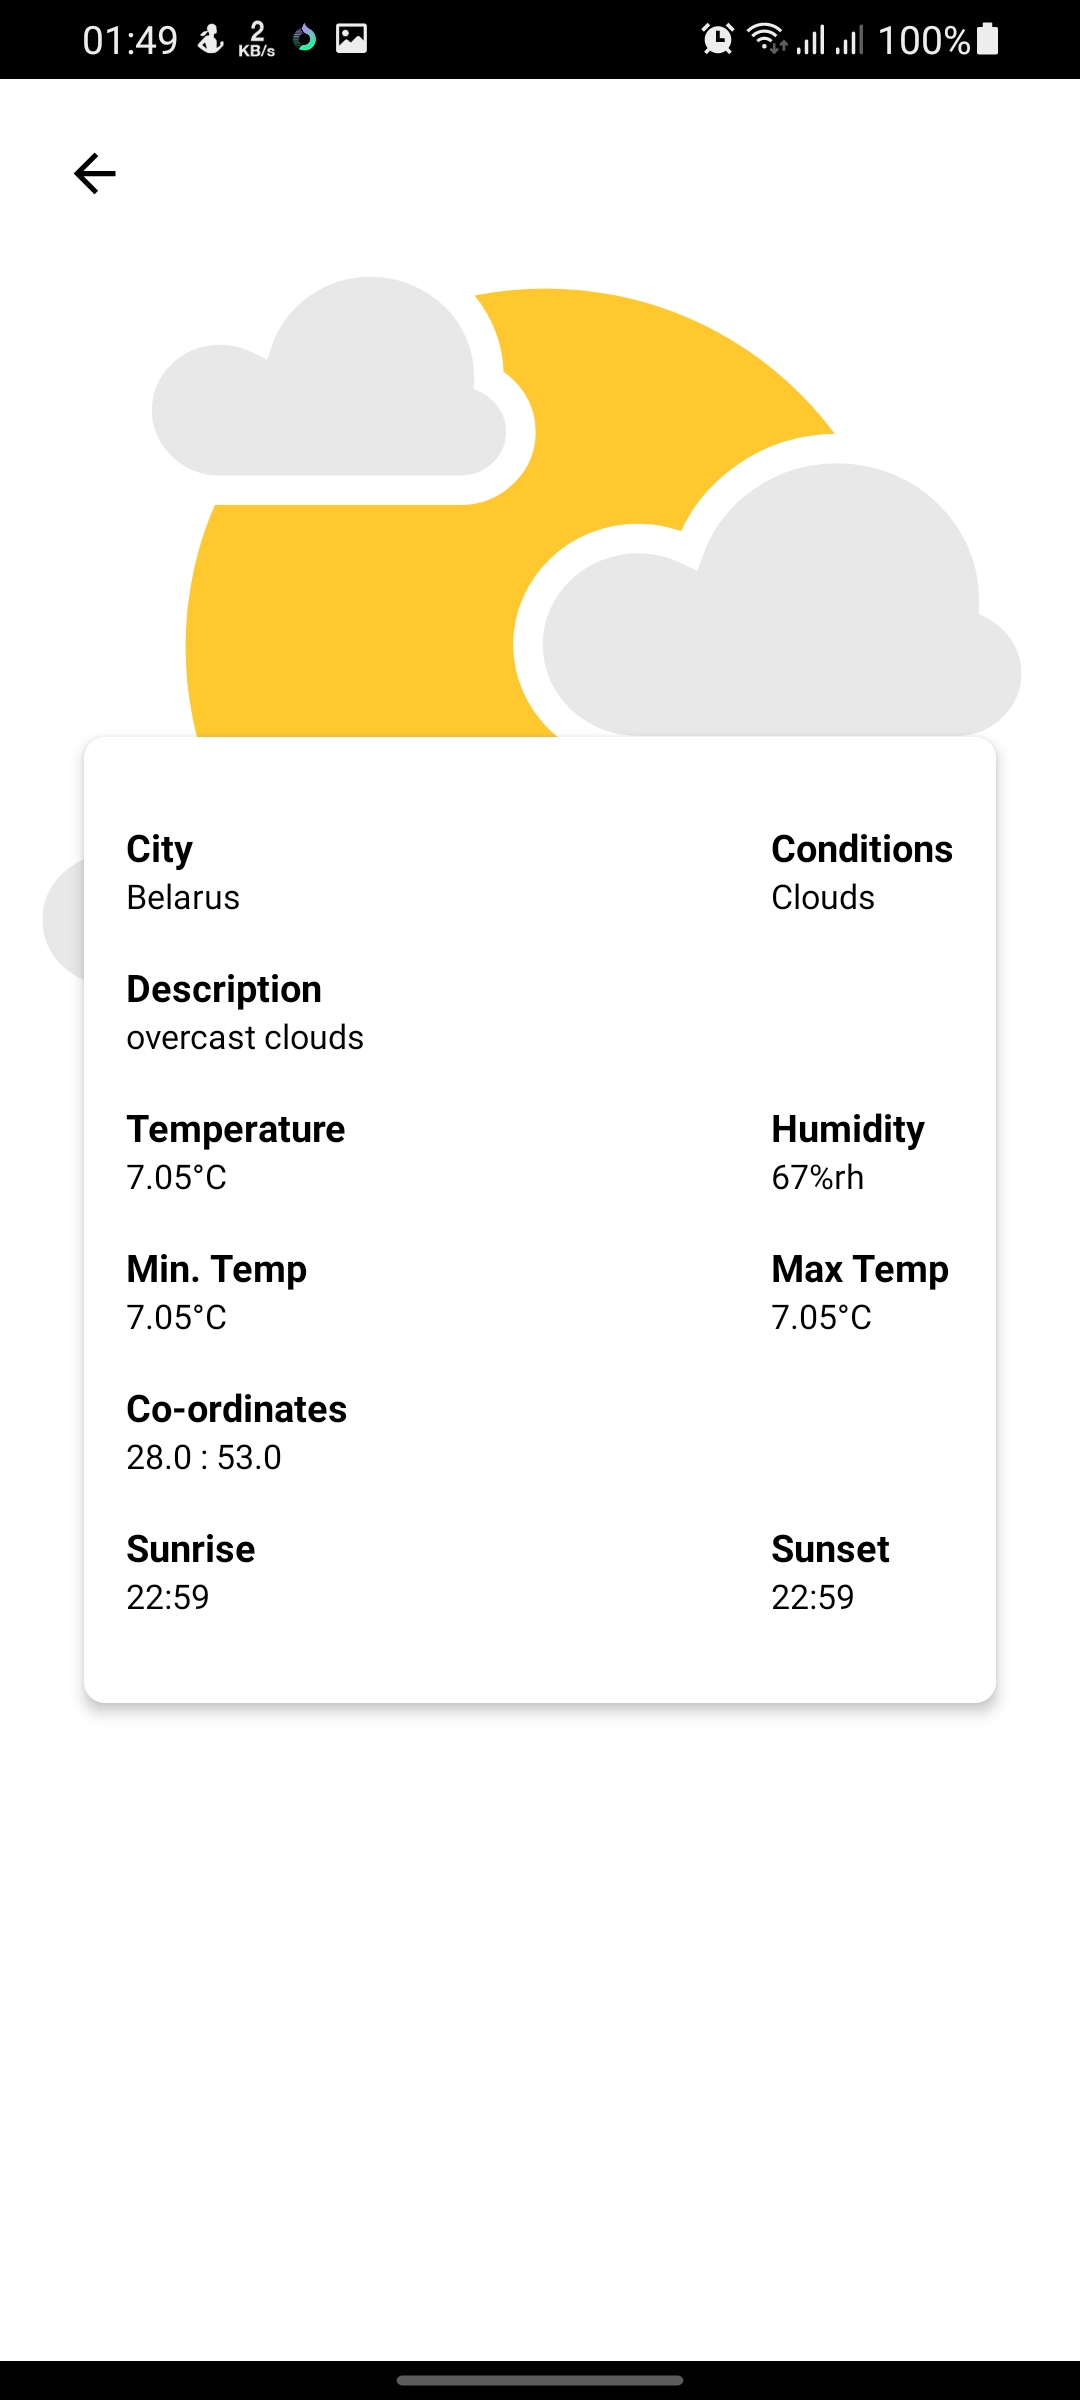 01:49 2 KB/s 100%
City Conditions
Belarus Clouds
Description
overcast clouds
Temperature Humidity
7.05°C 67%rh
Min. Temp Max Temp
7.05°C 7.05°C
Co-ordinates
28.0 : 53.0
Sunrise Sunset
22:59 22:59